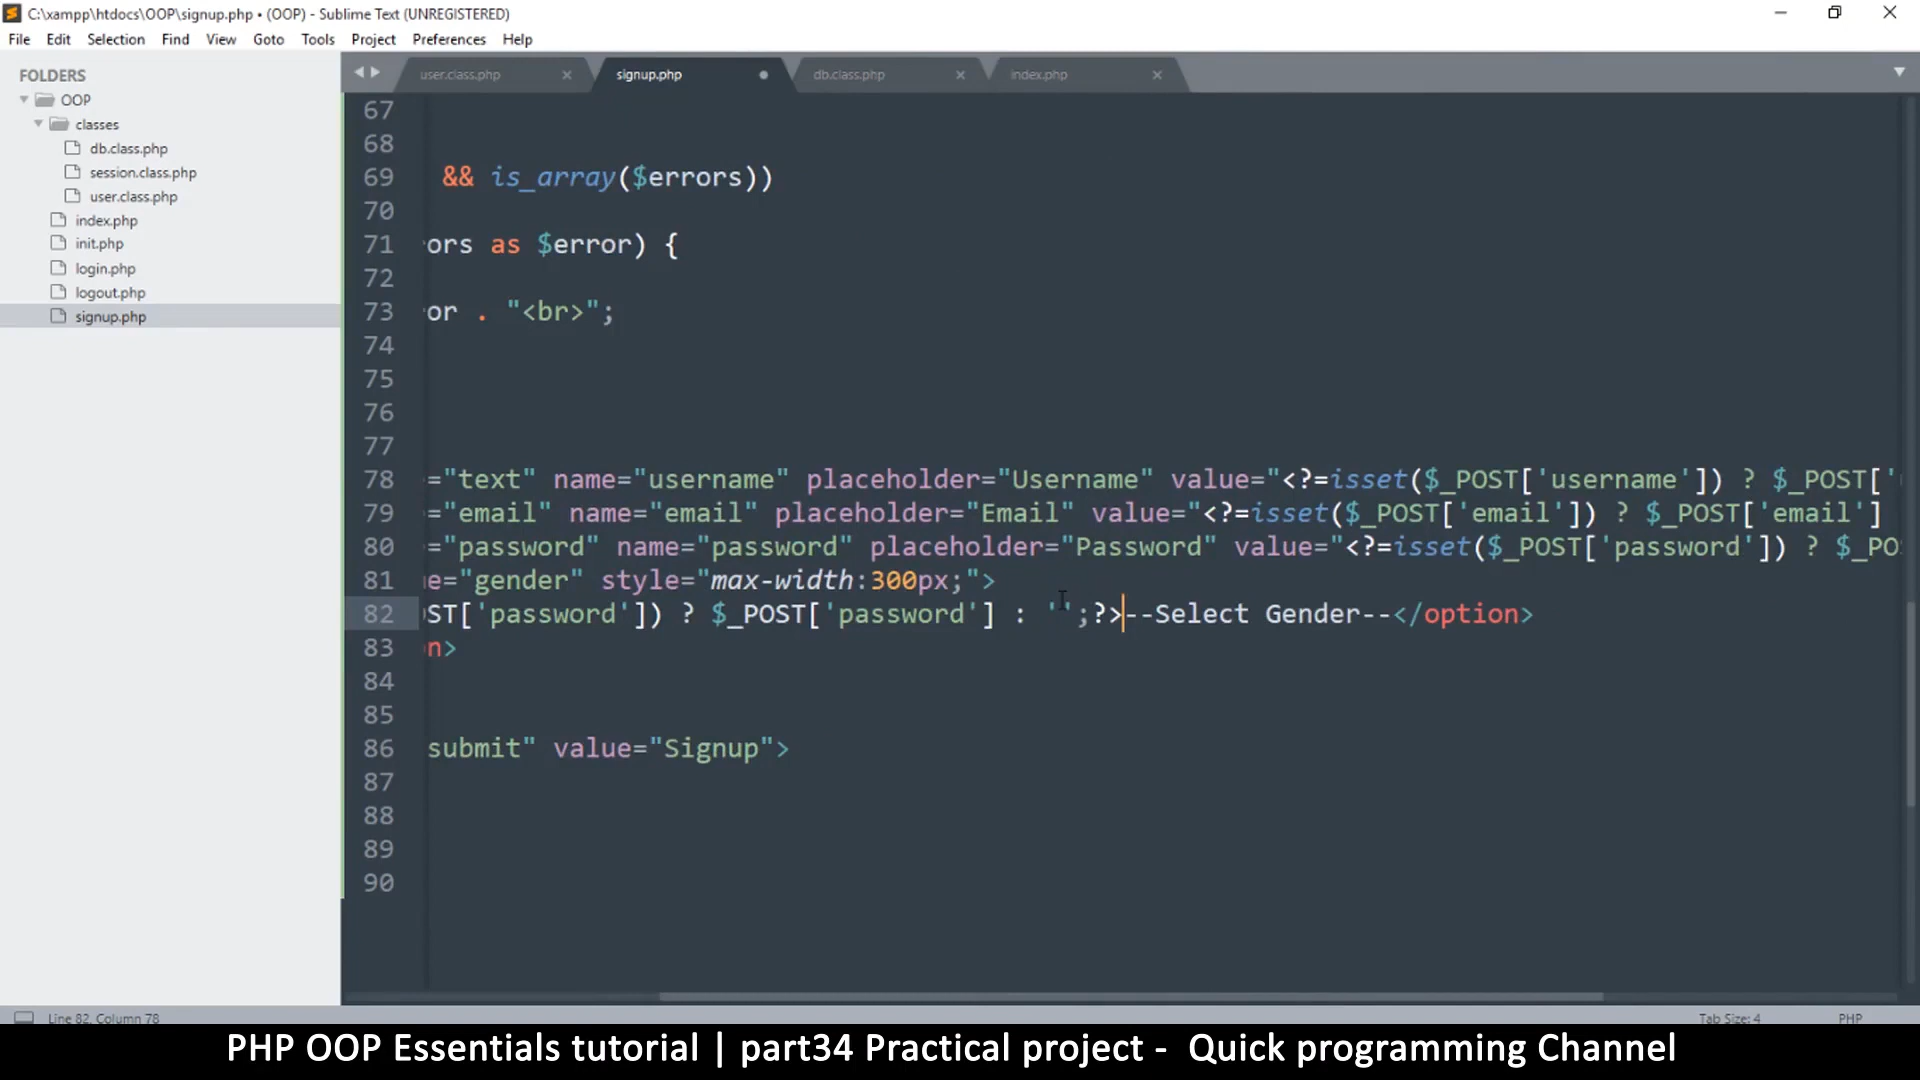 C:\xampp\htdocs\OOP\signup.php • (OOP) - Sublime Text (UNREGISTERED)
File Edit Selection Find View Goto Tools Project Preferences Help
FOLDERS
OOP
classes
db.class.php
session.class.php
user.class.php
index.php
init.php
login.php
logout.php
signup.php
user.class.php signup.php db.class.php index.php
67
68
69 && is_array($errors))
70
71 ors as $error) {
72
73 or . "<br>";
74
75
76
77
78 ="text" name="username" placeholder="Username" value="<?=isset($_POST['username']) ? $_POST['
79 ="email" name="email" placeholder="Email" value="<?=isset($_POST['email']) ? $_POST['email']
80 ="password" name="password" placeholder="Password" value="<?=isset($_POST['password']) ? $_PO
81 e="gender" style="max-width:300px;">
82 OST['password']) ? $_POST['password'] : '';?>--Select Gender--</option>
83 n>
84
85
86 submit" value="Signup">
87
88
89
90
Line 82, Column 78 Tab Size: 4 PHP
PHP OOP Essentials tutorial | part34 Practical project - Quick programming Channel